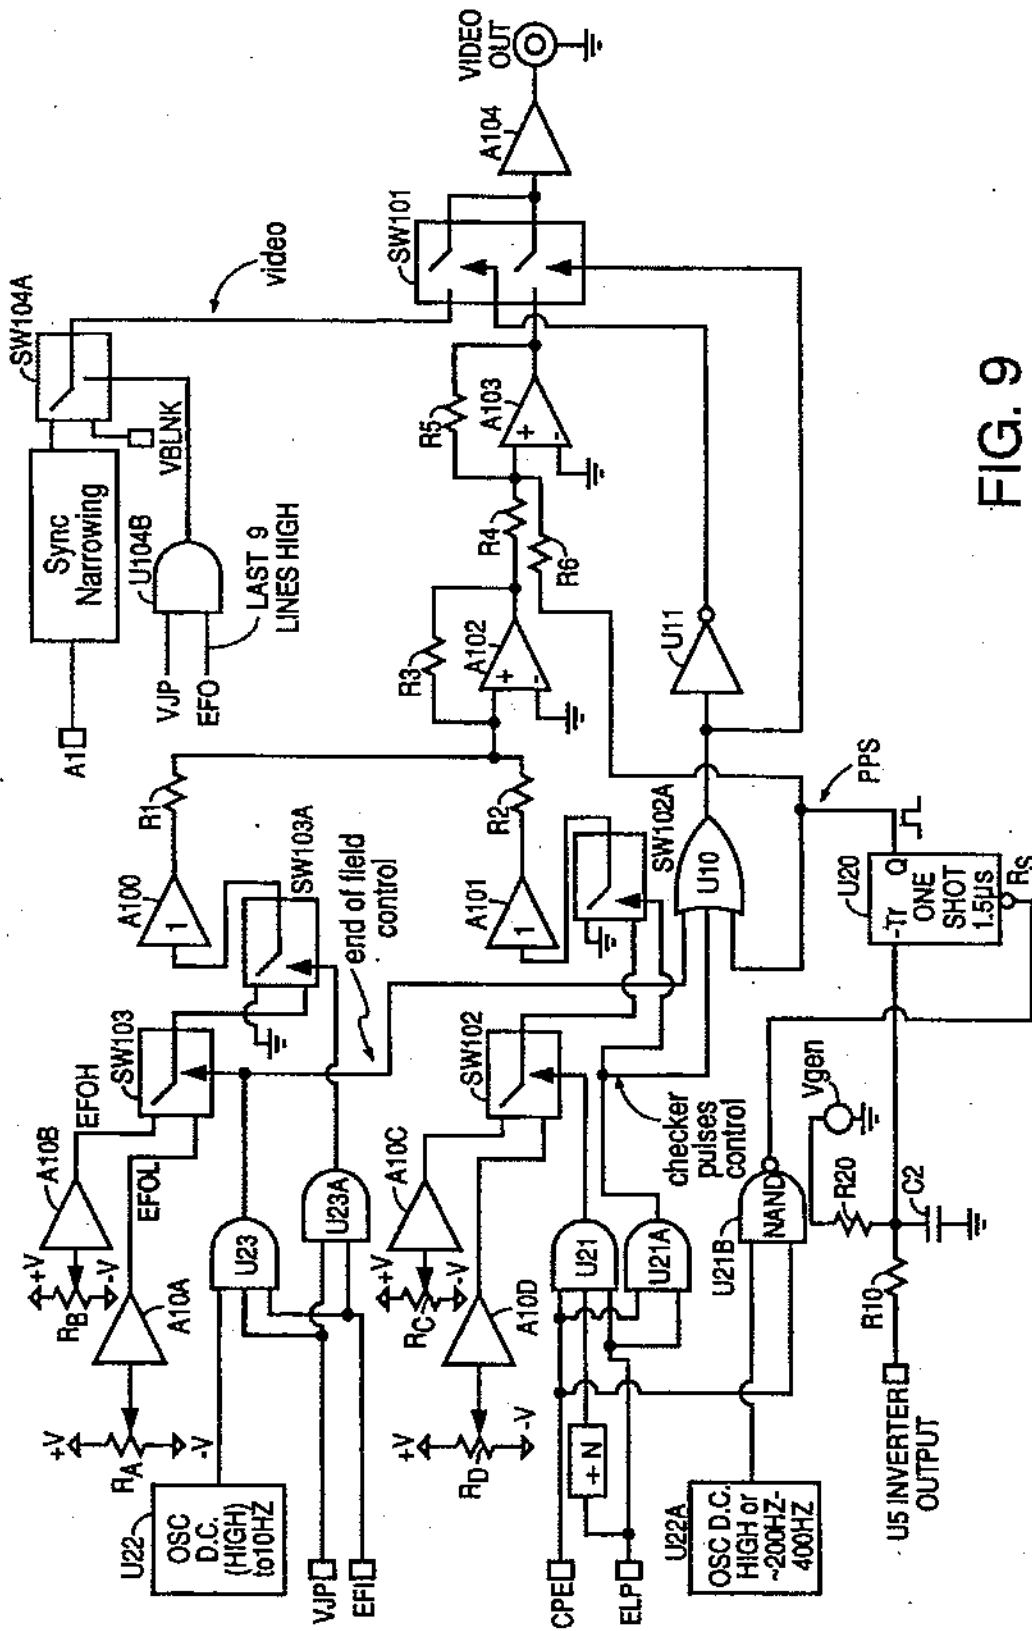 U22
OSC
D.C.
(HIGH)
to10HZ
VJP
EFI
+V
RA
-V
A10A
+V
RB
-V
A10B
EFOH
EFOL
SW103
U23
U23A
end of field
control
SW103A
A100
1
R1
A1
Sync
Narrowing
VJP
EFO
U104B
LAST 9
LINES HIGH
VBLNK
SW104A
video
CPE
ELP
÷ N
+V
RD
-V
A10D
+V
RC
-V
A10C
SW102
U21
U21A
checker
pulses
control
SW102A
A101
1
R2
R3
A102
+
-
R4
R6
R5
A103
+
-
SW101
A104
VIDEO
OUT
U22A
OSC D.C.
HIGH or
~200HZ-
400HZ
U21B
NAND
Vgen
R20
C2
R10
U5 INVERTER
OUTPUT
U10
U11
PPS
U20
-Tr
Q
ONE
SHOT
1.5µs
RS
FIG. 9